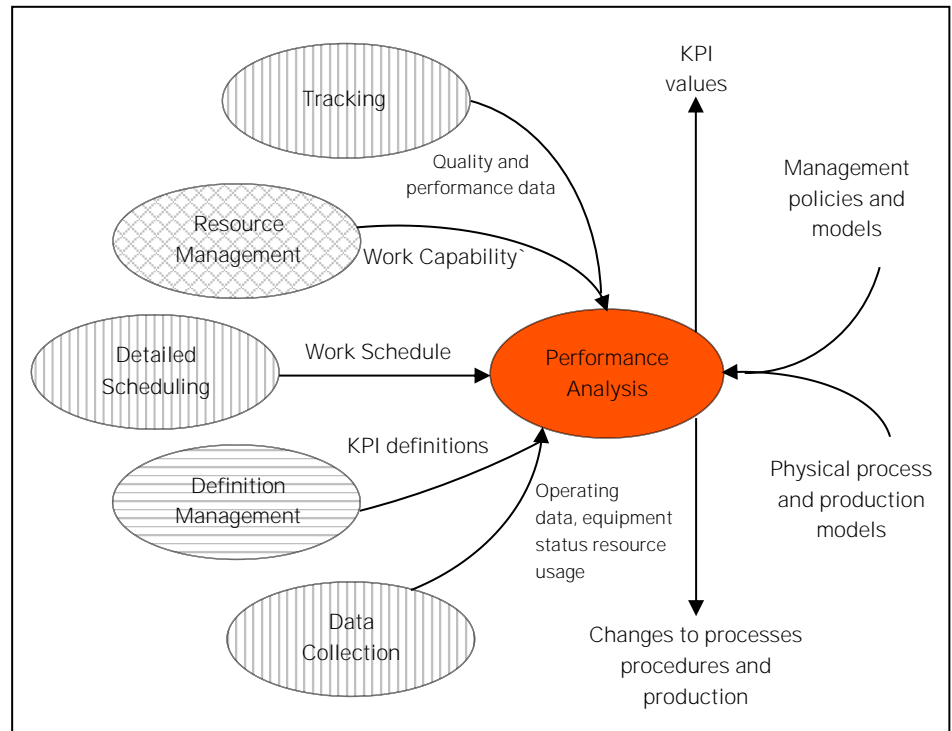 KPI
values
Tracking
Quality and
performance data
Management
policies and
models
Resource
Management
Work Capability`
Detailed
Scheduling
Work Schedule
Performance
Analysis
KPI definitions
Definition
Management
Operating
data, equipment
status resource
usage
Physical process
and production
models
Data
Collection
Changes to processes
procedures and
production